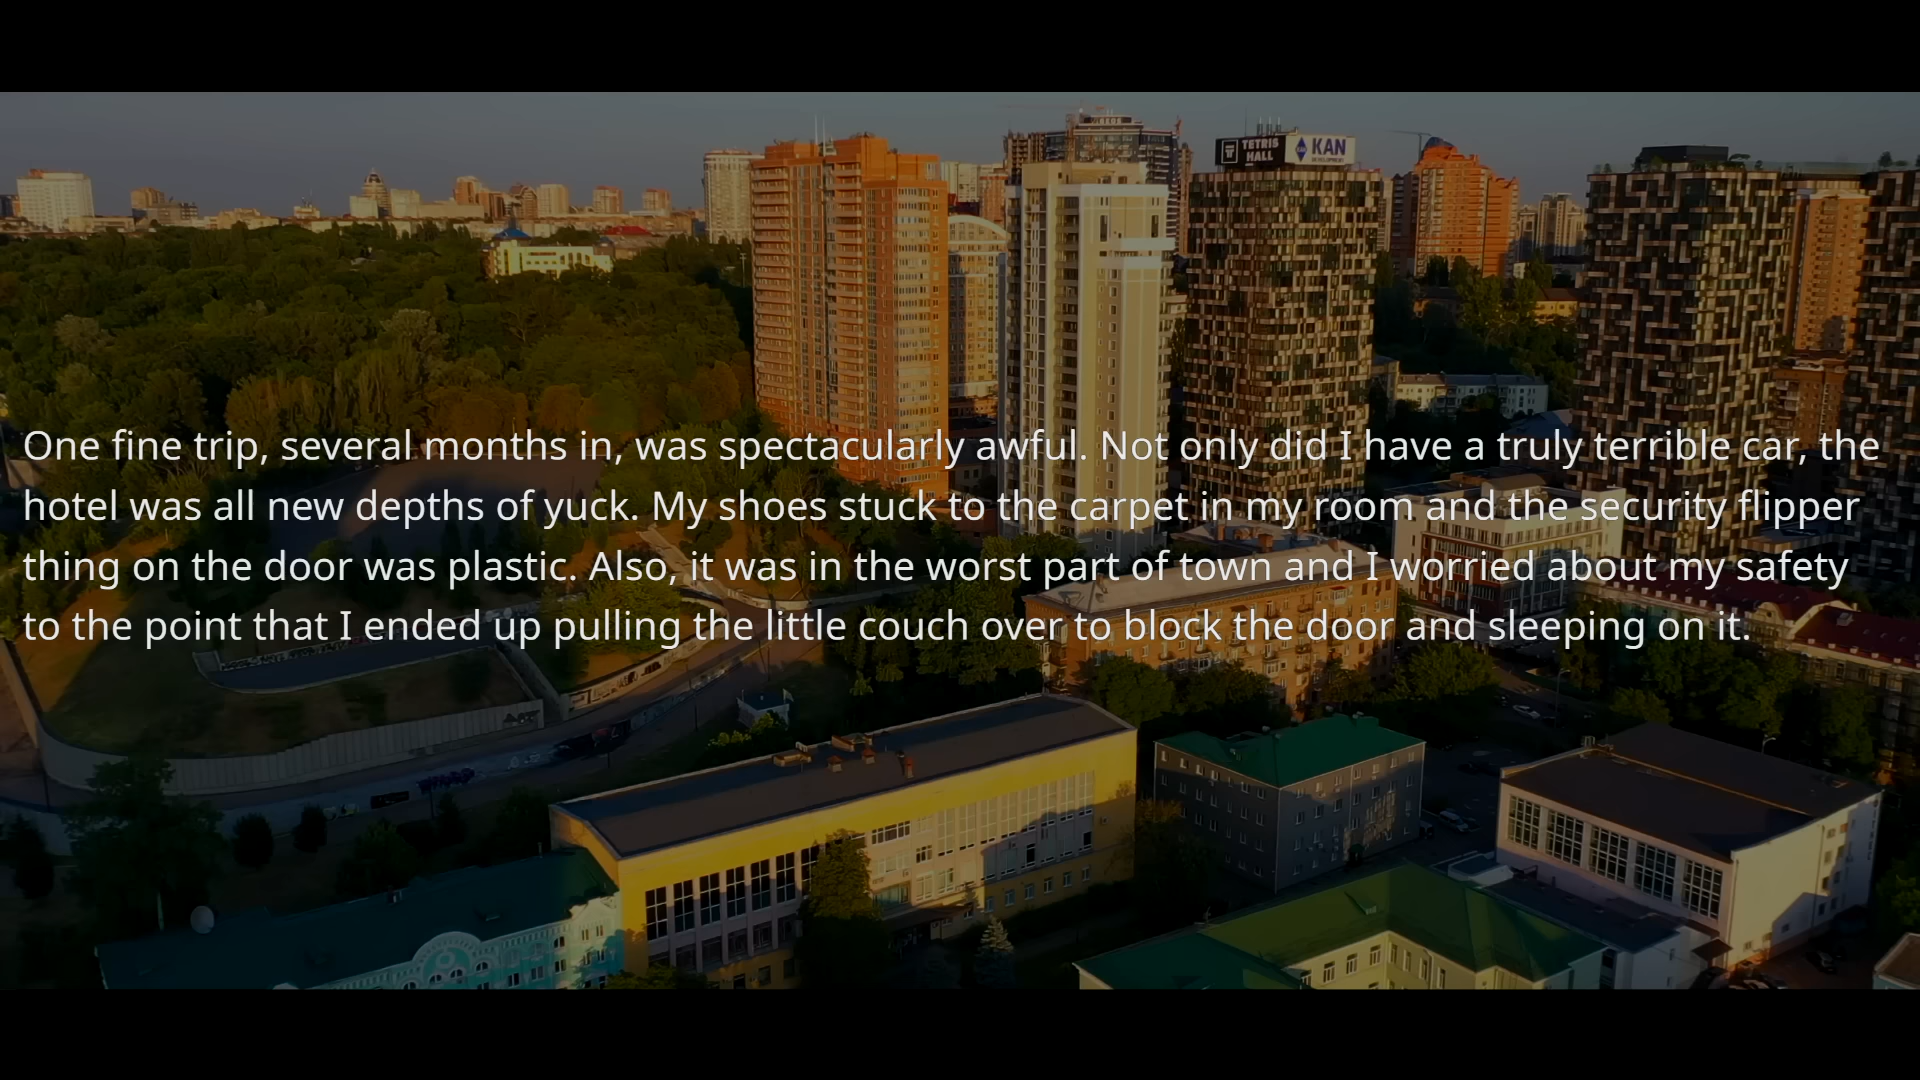 TETRIS
HALL
KAN
DEVELOPMENT
One fine trip, several months in, was spectacularly awful. Not only did I have a truly terrible car, the
hotel was all new depths of yuck. My shoes stuck to the carpet in my room and the security flipper
thing on the door was plastic. Also, it was in the worst part of town and I worried about my safety
to the point that I ended up pulling the little couch over to block the door and sleeping on it.